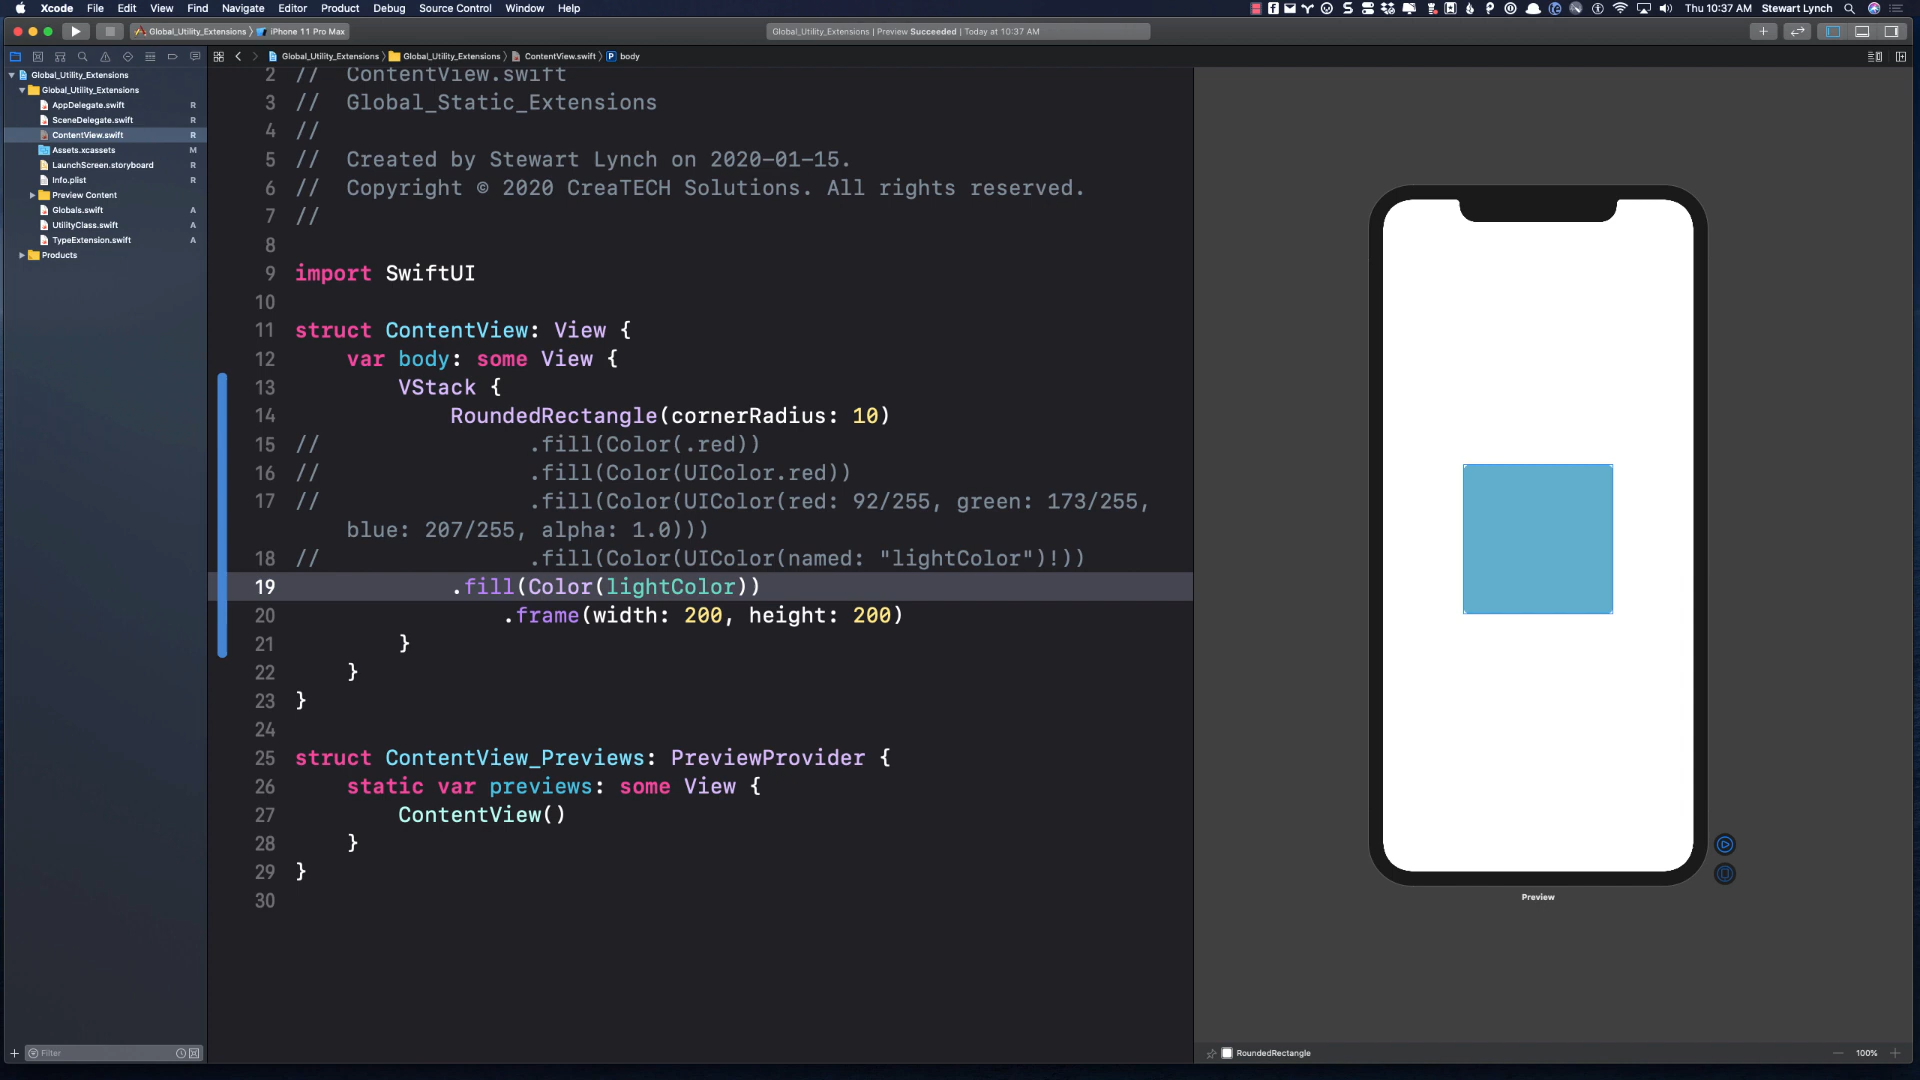 Xcode File Edit View Find Navigate Editor Product Debug Source Control Window Help
Thu 10:37 AM Stewart Lynch
Global_Utility_Extensions iPhone 11 Pro Max
Global_Utility_Extensions | Preview Succeeded | Today at 10:37 AM
Global_Utility_Extensions Global_Utility_Extensions ContentView.swift P body
Global_Utility_Extensions
Global_Utility_Extensions
AppDelegate.swift R
SceneDelegate.swift R
ContentView.swift R
Assets.xcassets M
LaunchScreen.storyboard R
Info.plist R
Preview Content
Globals.swift A
UtilityClass.swift A
TypeExtension.swift A
Products
Filter
2 // ContentView.swift
3 // Global_Static_Extensions
4 //
5 // Created by Stewart Lynch on 2020-01-15.
6 // Copyright © 2020 CreaTECH Solutions. All rights reserved.
7 //
8
9 import SwiftUI
10
11 struct ContentView: View {
12 var body: some View {
13 VStack {
14 RoundedRectangle(cornerRadius: 10)
15 // .fill(Color(.red))
16 // .fill(Color(UIColor.red))
17 // .fill(Color(UIColor(red: 92/255, green: 173/255,
blue: 207/255, alpha: 1.0)))
18 // .fill(Color(UIColor(named: "lightColor")!))
19 .fill(Color(lightColor))
20 .frame(width: 200, height: 200)
21 }
22 }
23 }
24
25 struct ContentView_Previews: PreviewProvider {
26 static var previews: some View {
27 ContentView()
28 }
29 }
30
Preview
RoundedRectangle
100%